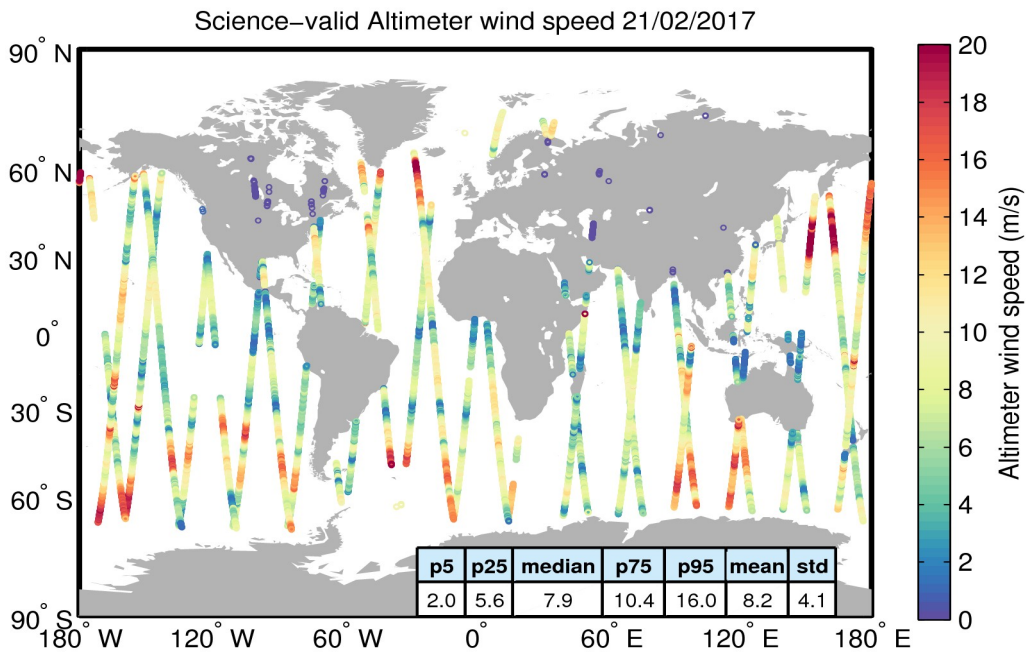 Science−valid Altimeter wind speed 21/02/2017
90° N
60° N
30° N
0°
30° S
60° S
90° S
180° W
120° W
60° W
0°
60° E
120° E
180° E
p5 p25 median p75 p95 mean std
2.0 5.6 7.9 10.4 16.0 8.2 4.1
20
18
16
14
12
10
8
6
4
2
0
Altimeter wind speed (m/s)